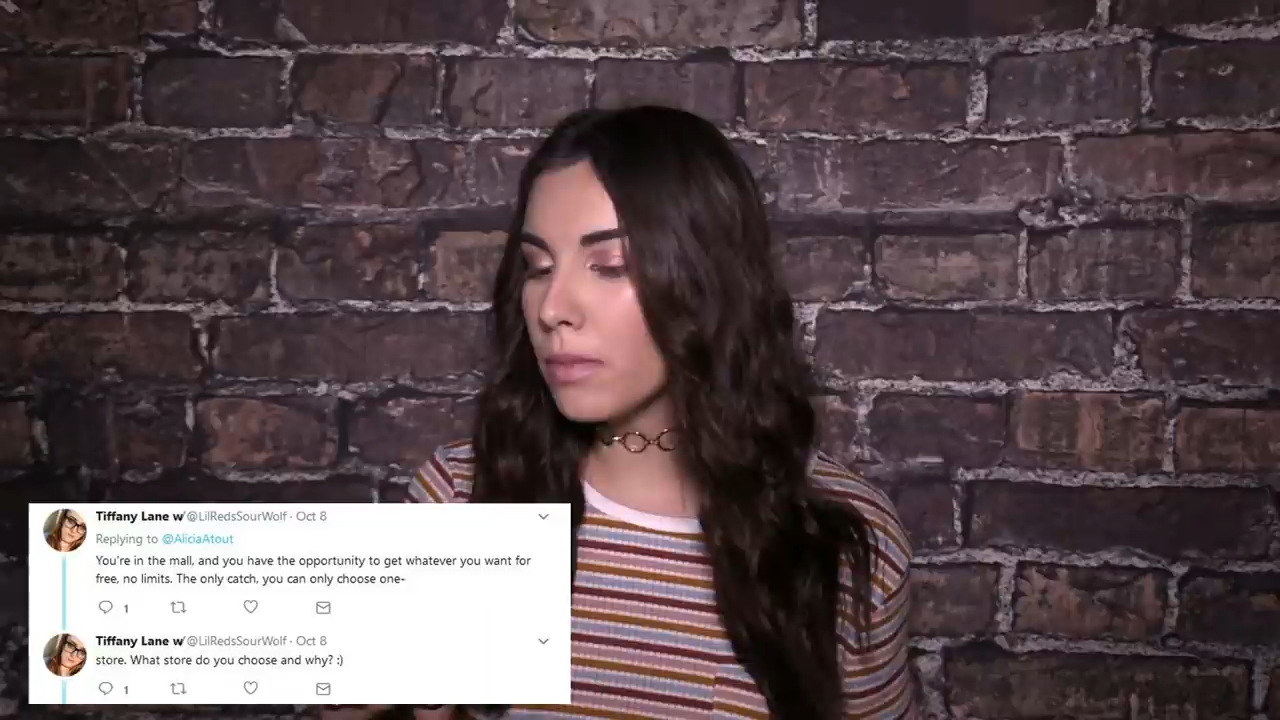 Tiffany Lane w @LilRedsSourWolf · Oct 8
Replying to @AliciaAtout
You're in the mall, and you have the opportunity to get whatever you want for
free, no limits. The only catch, you can only choose one-
1
Tiffany Lane w @LilRedsSourWolf · Oct 8
store. What store do you choose and why? :)
1